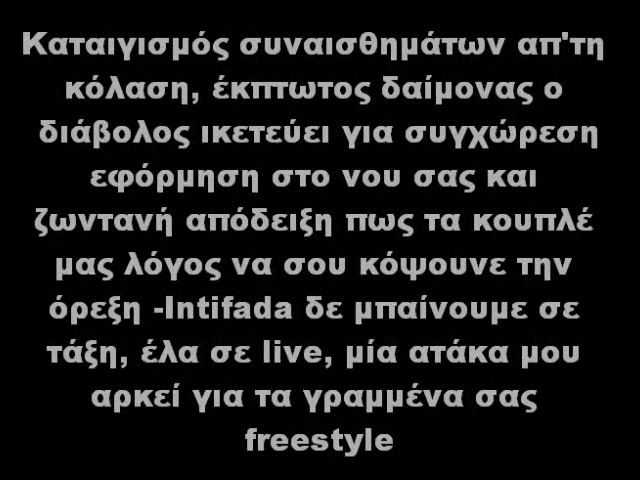 Καταιγισμός συναισθημάτων απ'τη
κόλαση, έκπτωτος δαίμονας ο
διάβολος ικετεύει για συγχώρεση
εφόρμηση στο νου σας και
ζωντανή απόδειξη πως τα κουπλέ
μας λόγος να σου κόψουνε την
όρεξη -Intifada δε μπαίνουμε σε
τάξη, έλα σε live, μία ατάκα μου
αρκεί για τα γραμμένα σας
freestyle